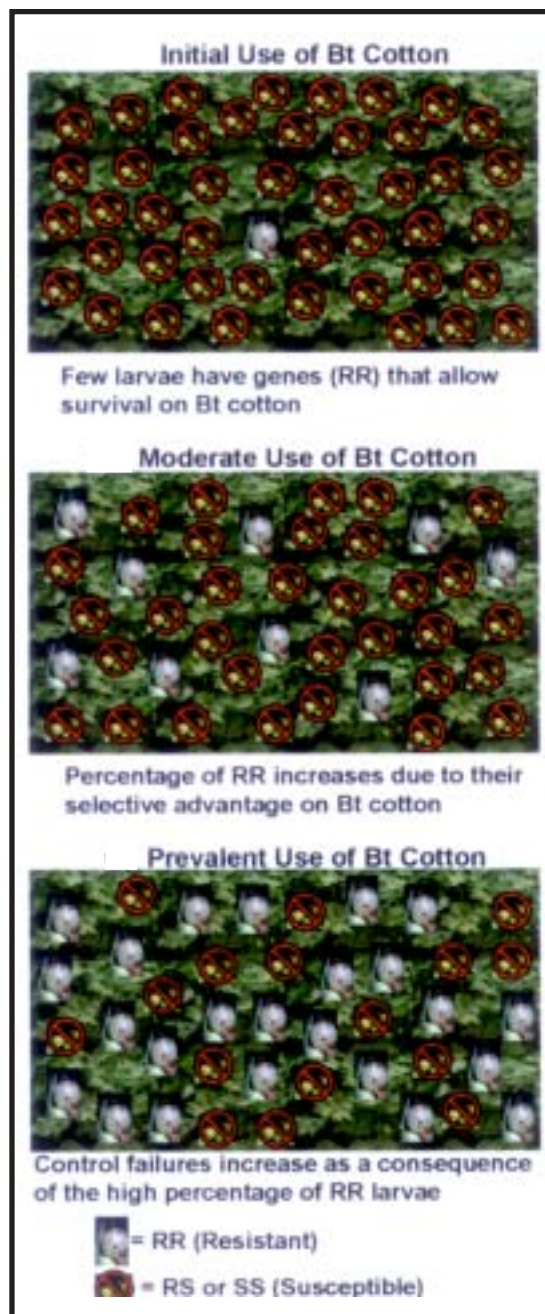 Initial Use of Bt Cotton
Few larvae have genes (RR) that allow
survival on Bt cotton
Moderate Use of Bt Cotton
Percentage of RR increases due to their
selective advantage on Bt cotton
Prevalent Use of Bt Cotton
Control failures increase as a consequence
of the high percentage of RR larvae
= RR (Resistant)
= RS or SS (Susceptible)